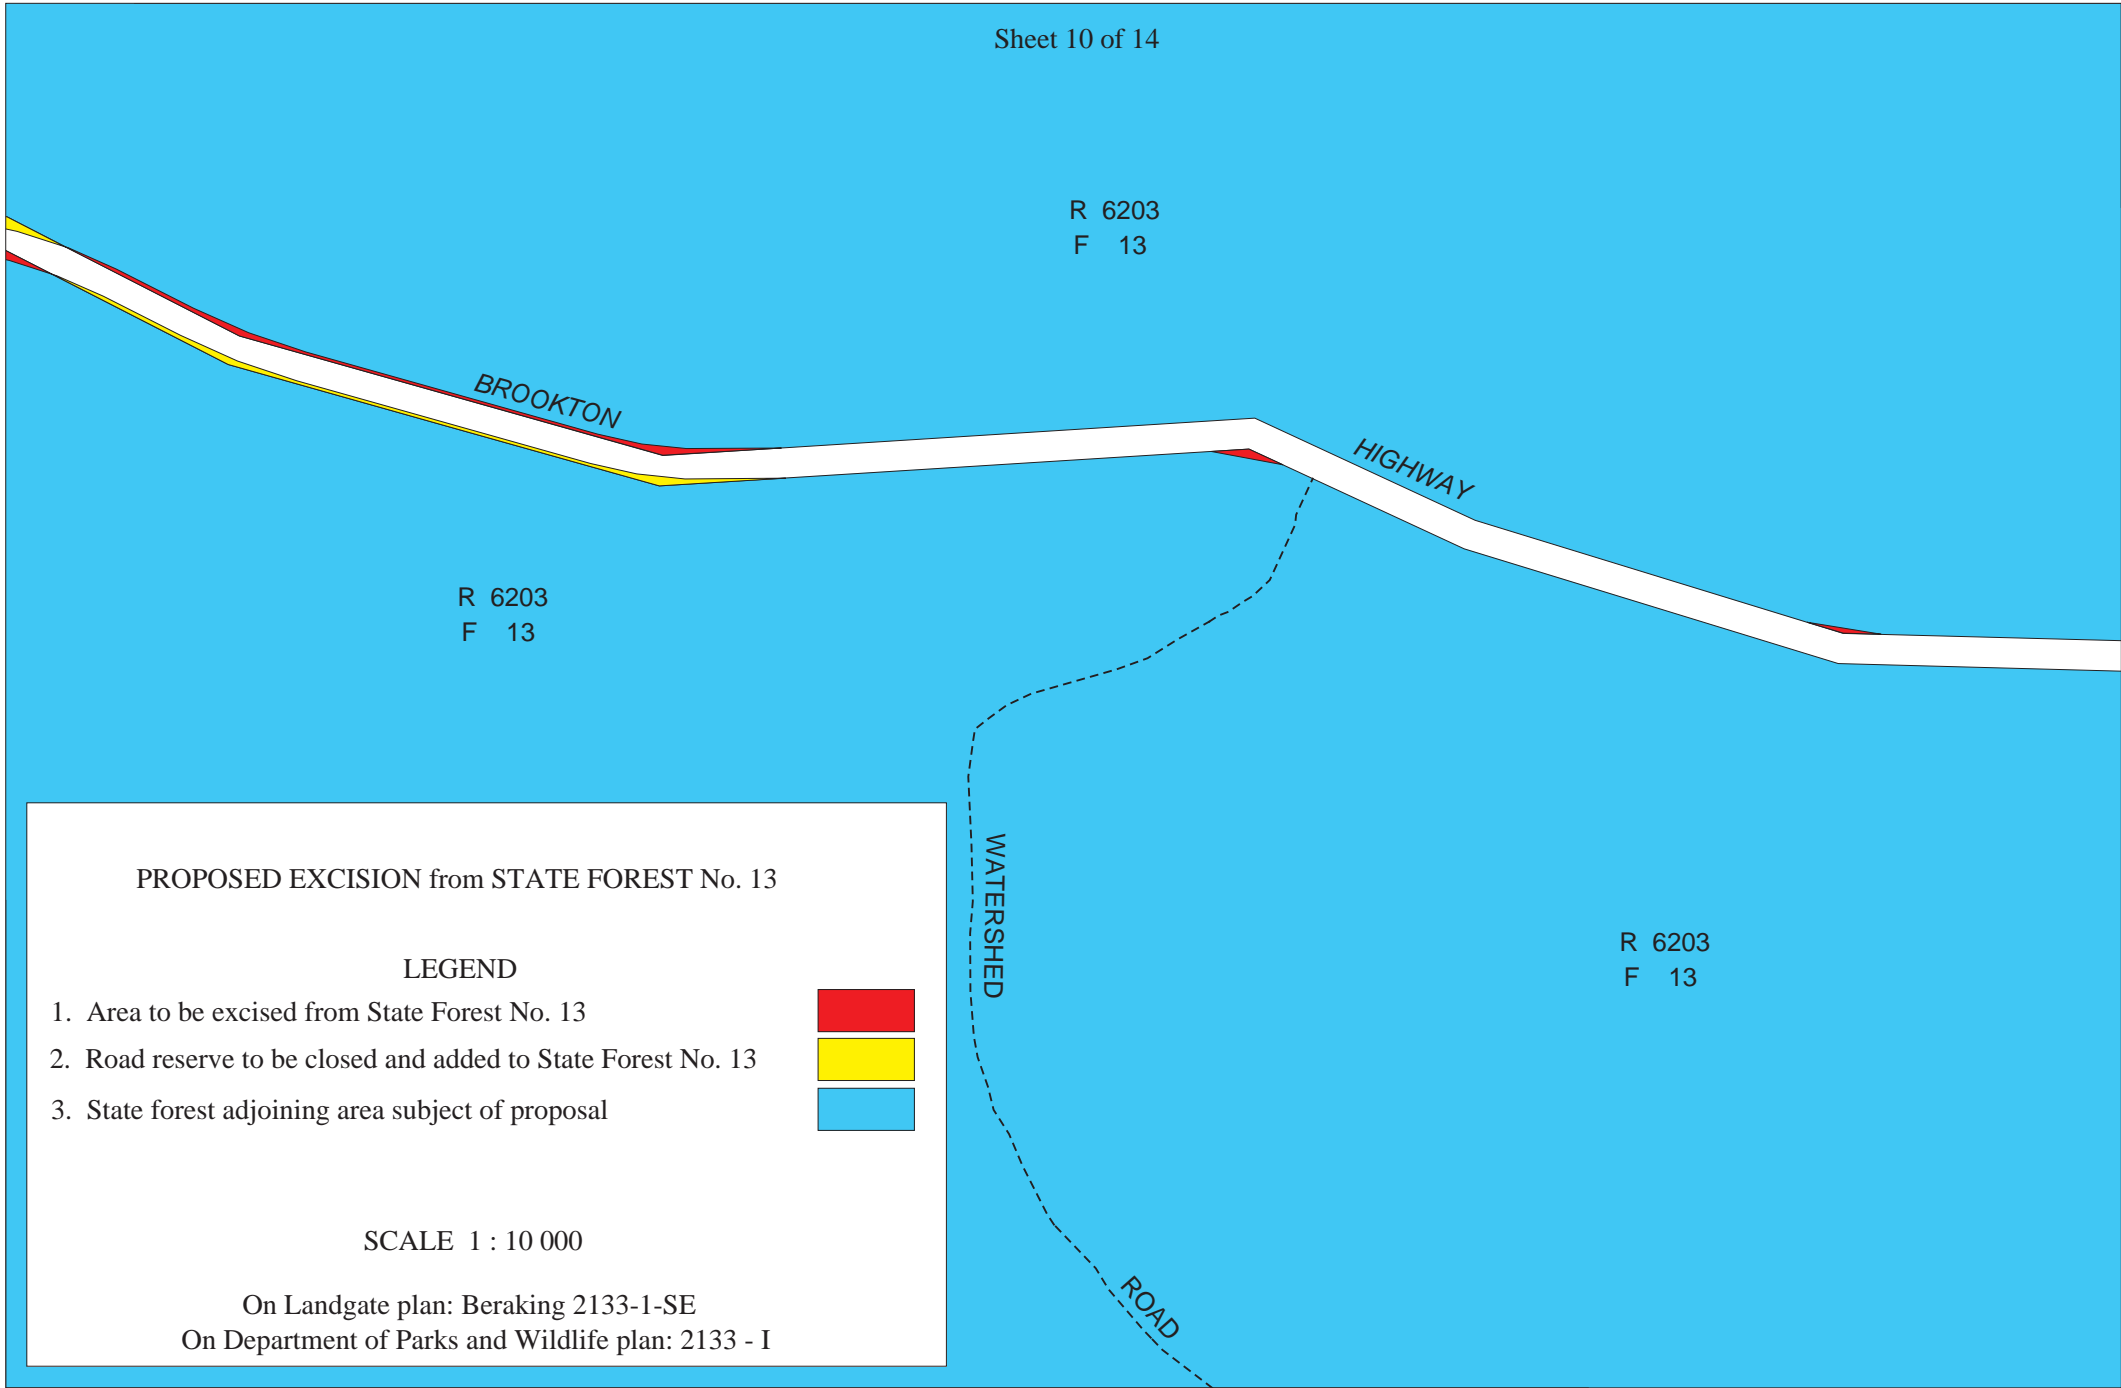 Sheet 10 of 14
R 6203
F 13
BROOKTON
HIGHWAY
R 6203
F 13
WATERSHED
R 6203
F 13
ROAD
PROPOSED EXCISION from STATE FOREST No. 13
LEGEND
1. Area to be excised from State Forest No. 13
2. Road reserve to be closed and added to State Forest No. 13
3. State forest adjoining area subject of proposal
SCALE 1 : 10 000
On Landgate plan: Beraking 2133-1-SE
On Department of Parks and Wildlife plan: 2133 - I